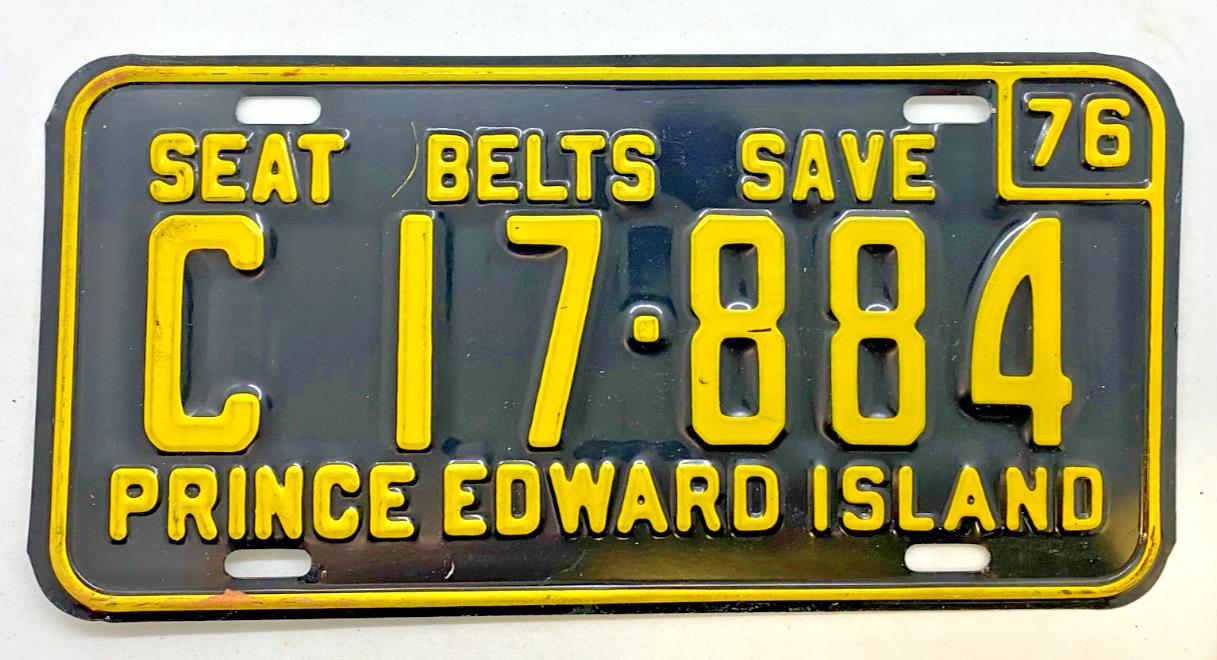 76
SEAT BELTS SAVE
C 17·884
PRINCE EDWARD ISLAND